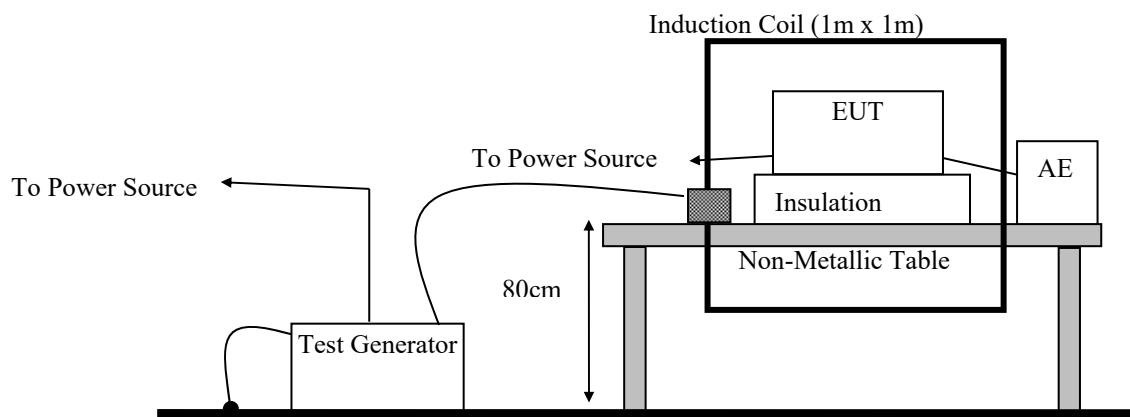 Induction Coil (1m x 1m)
EUT
To Power Source
AE
To Power Source
Insulation
Non-Metallic Table
80cm
Test Generator